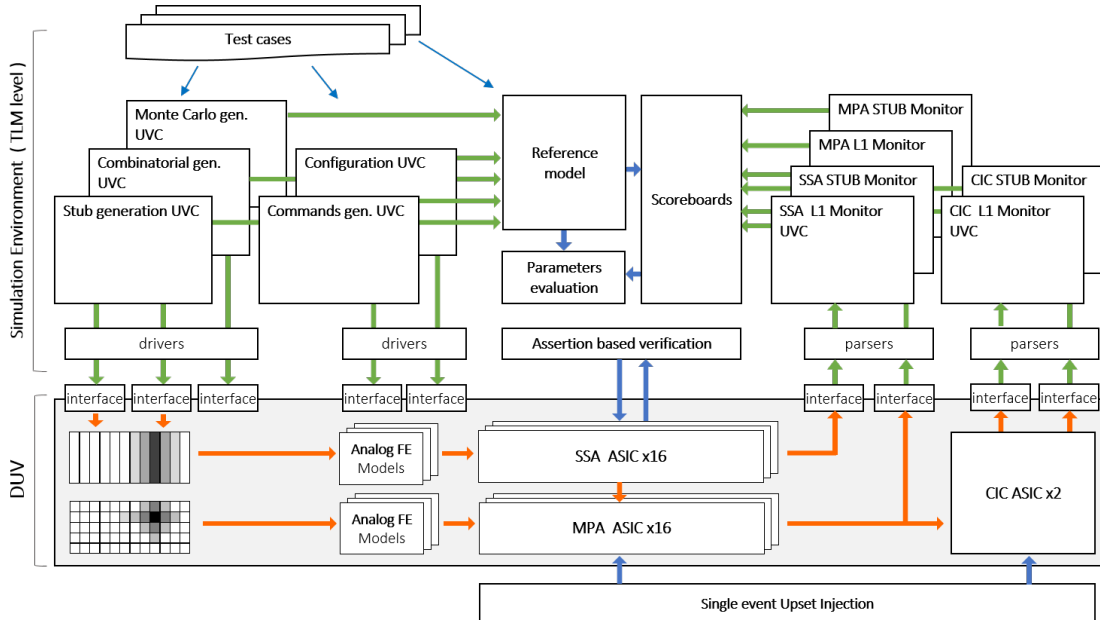 Test cases
Simulation Environment ( TLM level)
Monte Carlo gen.
UVC
Combinatorial gen.
UVC
Stub generation UVC
Configuration UVC
Commands gen. UVC
Reference
model
Scoreboards
Parameters
evaluation
MPA STUB Monitor
MPA L1 Monitor
SSA STUB Monitor
SSA L1 Monitor
UVC
CIC STUB Monitor
CIC L1 Monitor
UVC
drivers
drivers
Assertion based verification
parsers
parsers
interface
interface
interface
interface
interface
interface
interface
interface
interface
DUV
Analog FE
Models
SSA ASIC x16
Analog FE
Models
MPA ASIC x16
CIC ASIC x2
Single event Upset Injection